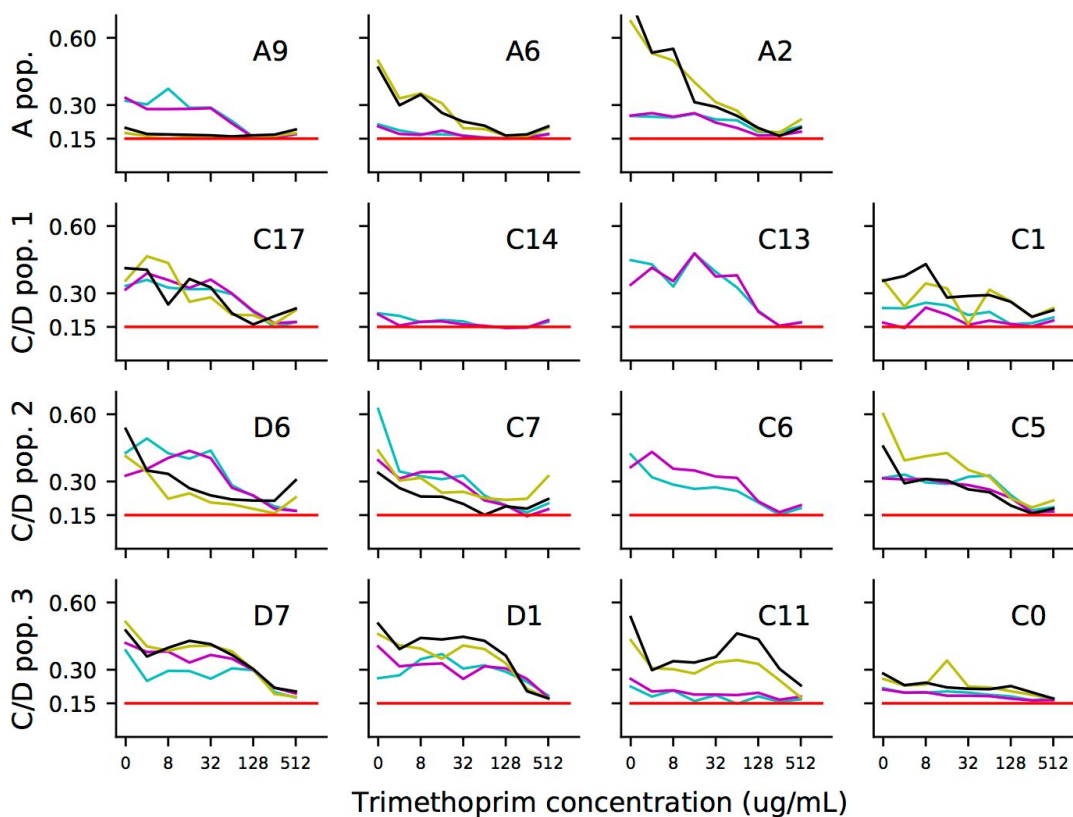 A pop.
0.60
0.30
0.15
A9
A6
A2
C/D pop. 1
0.60
0.30
0.15
C17
C14
C13
C1
C/D pop. 2
0.60
0.30
0.15
D6
C7
C6
C5
C/D pop. 3
0.60
0.30
0.15
D7
D1
C11
C0
0 8 32 128 512
0 8 32 128 512
0 8 32 128 512
0 8 32 128 512
Trimethoprim concentration (ug/mL)